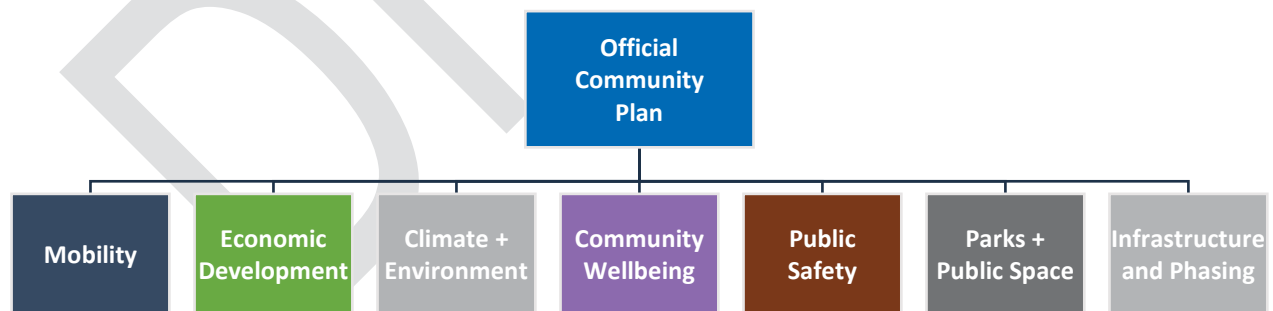 Official
Community
Plan
Mobility
Economic
Development
Climate +
Environment
Community
Wellbeing
Public
Safety
Parks +
Public Space
Infrastructure
and Phasing